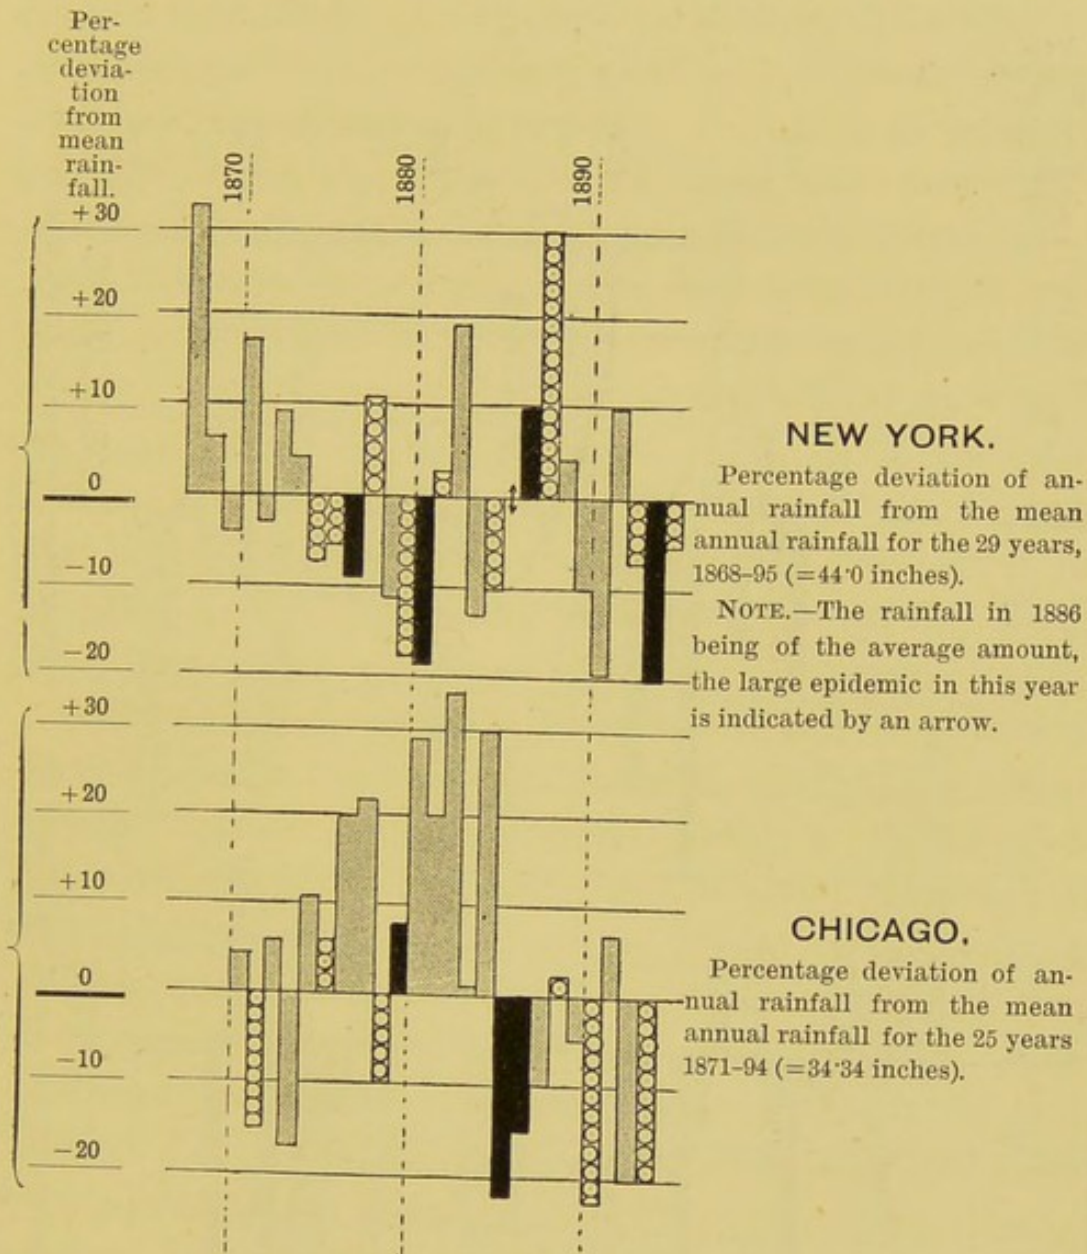 Per-
centage
devia-
tion
from
mean
rain-
fall.
1870
1880
1890
+30
+20
+10
0
−10
−20
NEW YORK.
Percentage deviation of an-
nual rainfall from the mean
annual rainfall for the 29 years,
1868–95 (=44·0 inches).
NOTE.—The rainfall in 1886
being of the average amount,
the large epidemic in this year
is indicated by an arrow.
+30
+20
+10
0
−10
−20
CHICAGO.
Percentage deviation of an-
nual rainfall from the mean
annual rainfall for the 25 years
1871–94 (=34·34 inches).